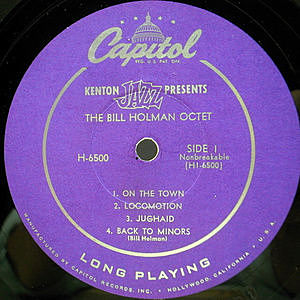 Capitol
REG. U.S. PAT. OFF.
KENTON JAZZ PRESENTS
THE BILL HOLMAN OCTET
H-6500
SIDE 1
Nonbreakable
(H1-6500)
1. ON THE TOWN
2. LOCOMOTION
3. JUGHAID
4. BACK TO MINORS
(Bill Holman)
LONG PLAYING
MANUFACTURED BY CAPITOL RECORDS, INC. • HOLLYWOOD, CALIFORNIA • U.S.A.